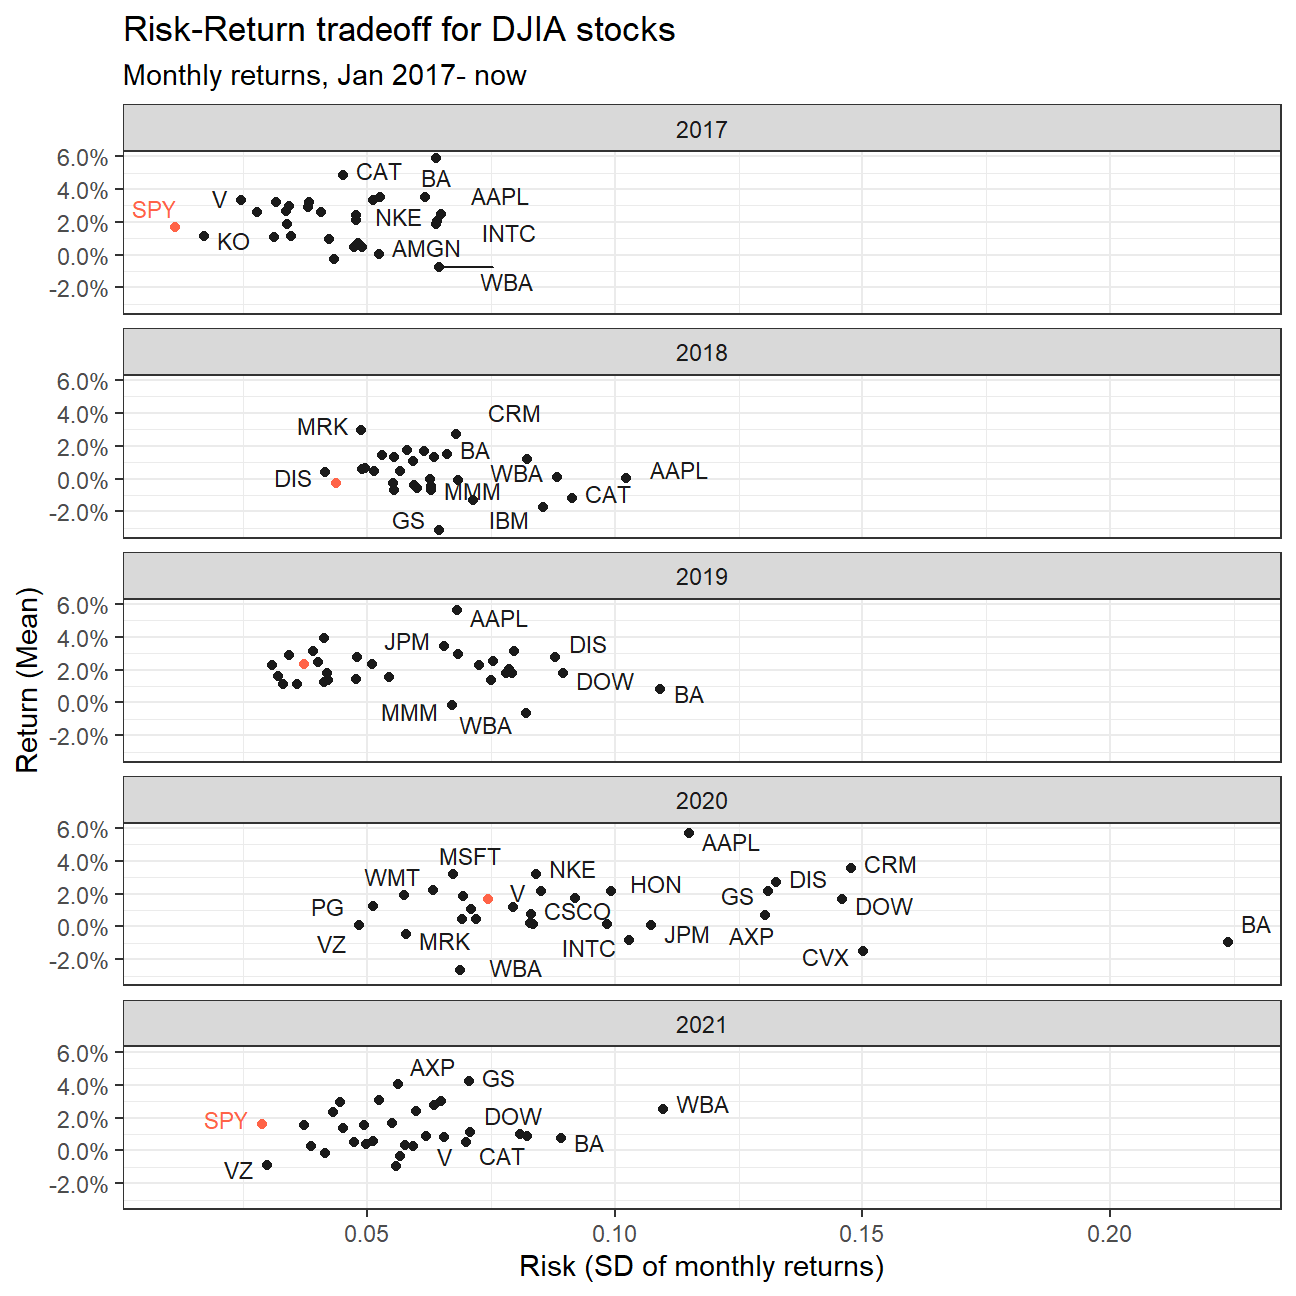 Risk-Return tradeoff for DJIA stocks
Monthly returns, Jan 2017- now
2017
6.0%
4.0%
2.0%
0.0%
-2.0%
CAT
BA
V
AAPL
SPY
NKE
INTC
KO
AMGN
WBA
2018
6.0%
4.0%
2.0%
0.0%
-2.0%
CRM
MRK
BA
WBA
AAPL
DIS
MMM
CAT
GS
IBM
2019
6.0%
4.0%
2.0%
0.0%
-2.0%
AAPL
JPM
DIS
DOW
BA
MMM
WBA
Return (Mean)
2020
6.0%
4.0%
2.0%
0.0%
-2.0%
AAPL
MSFT
NKE
CRM
WMT
V
HON
DIS
GS
PG
CSCO
DOW
BA
VZ
MRK
INTC
JPM
AXP
CVX
WBA
2021
6.0%
4.0%
2.0%
0.0%
-2.0%
AXP
GS
WBA
SPY
DOW
BA
V
CAT
VZ
0.05
0.10
0.15
0.20
Risk (SD of monthly returns)